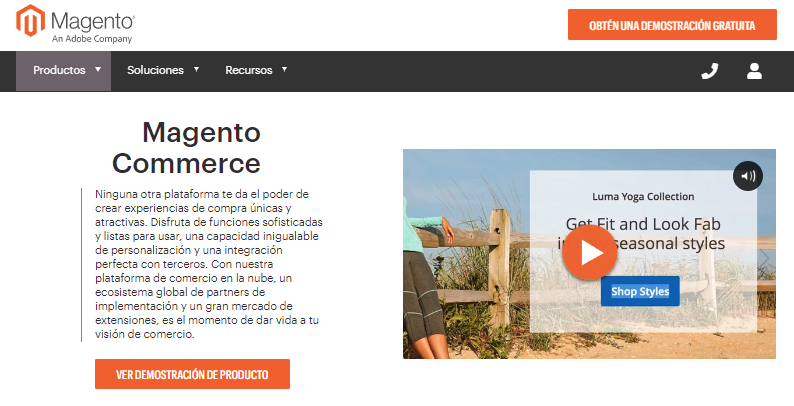 Magento
An Adobe Company
OBTÉN UNA DEMOSTRACIÓN GRATUITA
Productos
Soluciones
Recursos
Magento
Commerce
Ninguna otra plataforma te da el poder de
crear experiencias de compra únicas y
atractivas. Disfruta de funciones sofisticadas
y listas para usar, una capacidad inigualable
de personalización y una integración
perfecta con terceros. Con nuestra
plataforma de comercio en la nube, un
ecosistema global de partners de
implementación y un gran mercado de
extensiones, es el momento de dar vida a tu
visión de comercio.
VER DEMOSTRACIÓN DE PRODUCTO
Luma Yoga Collection
Get Fit and Look Fab
seasonal styles
Shop Styles